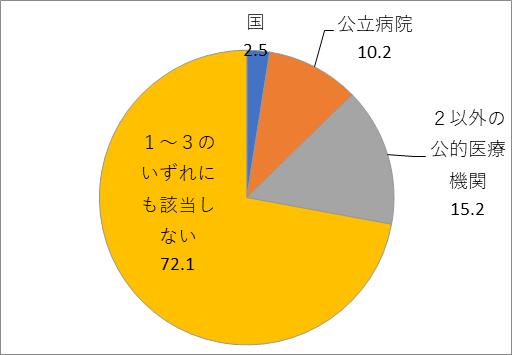 国
2.5
公立病院
10.2
２以外の
公的医療
機関
15.2
１～３の
いずれに
も該当し
ない
72.1